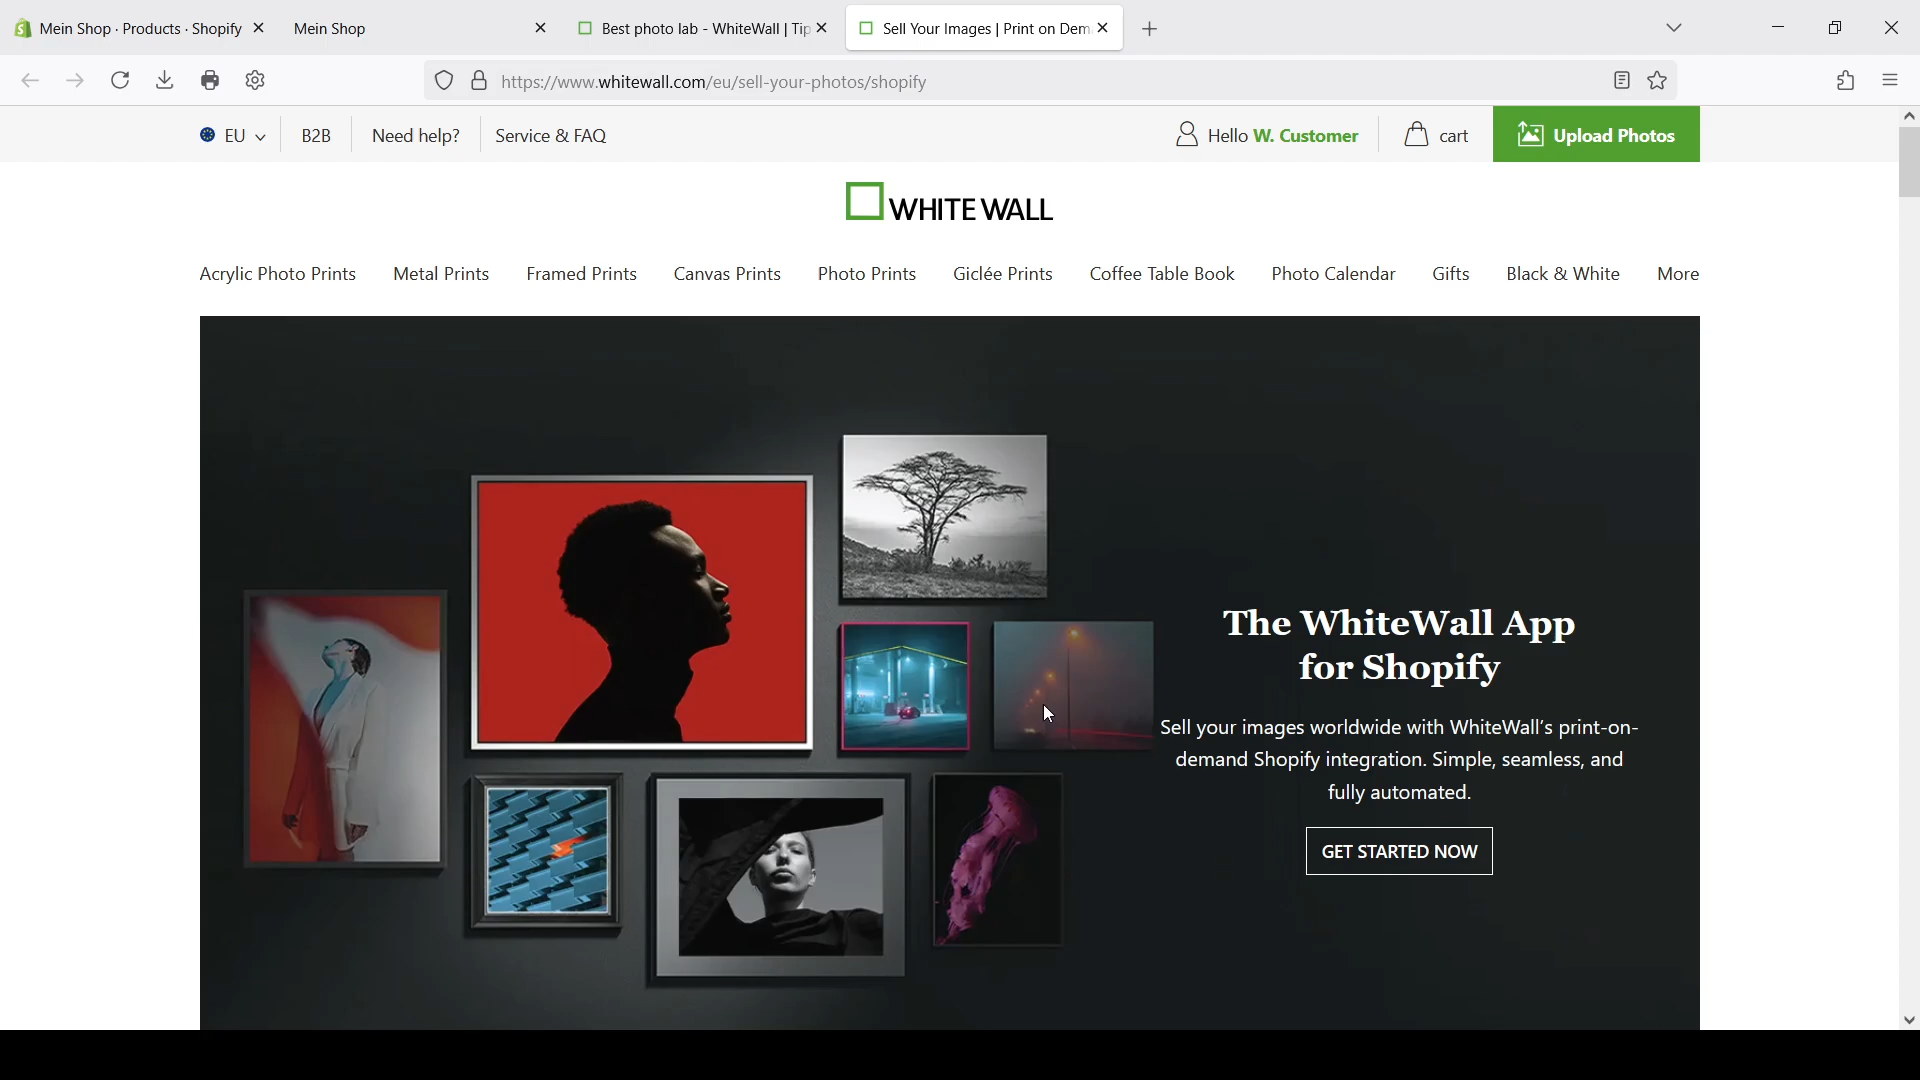 Mein Shop · Products · Shopify
Mein Shop
Best photo lab - WhiteWall | Tip
Sell Your Images | Print on Dem
https://www.whitewall.com/eu/sell-your-photos/shopify
EU
B2B
Need help?
Service & FAQ
Hello W. Customer
cart
Upload Photos
WHITE WALL
Acrylic Photo Prints
Metal Prints
Framed Prints
Canvas Prints
Photo Prints
Giclée Prints
Coffee Table Book
Photo Calendar
Gifts
Black & White
More
The WhiteWall App
for Shopify
Sell your images worldwide with WhiteWall's print-on-
demand Shopify integration. Simple, seamless, and
fully automated.
GET STARTED NOW